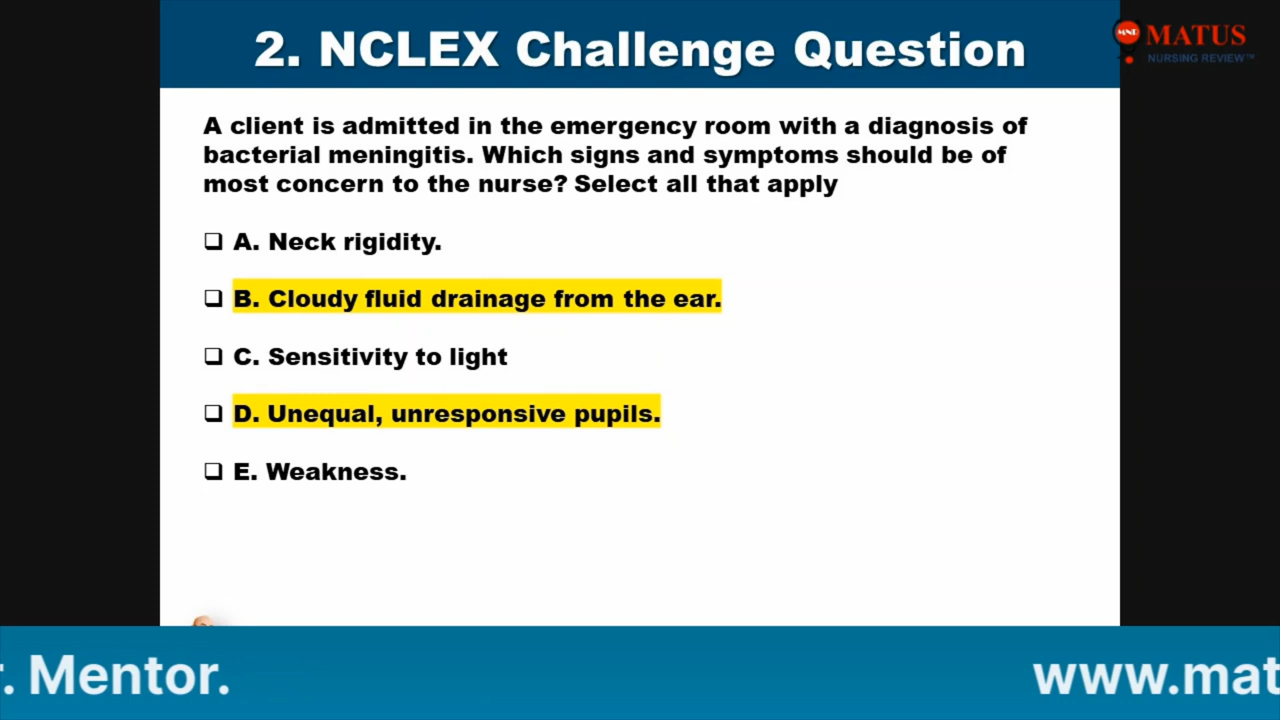 2. NCLEX Challenge Question
MNR
MATUS
NURSING REVIEW™
A client is admitted in the emergency room with a diagnosis of
bacterial meningitis. Which signs and symptoms should be of
most concern to the nurse? Select all that apply
❑ A. Neck rigidity.
❑ B. Cloudy fluid drainage from the ear.
❑ C. Sensitivity to light
❑ D. Unequal, unresponsive pupils.
❑ E. Weakness.
. Mentor.
www.mat